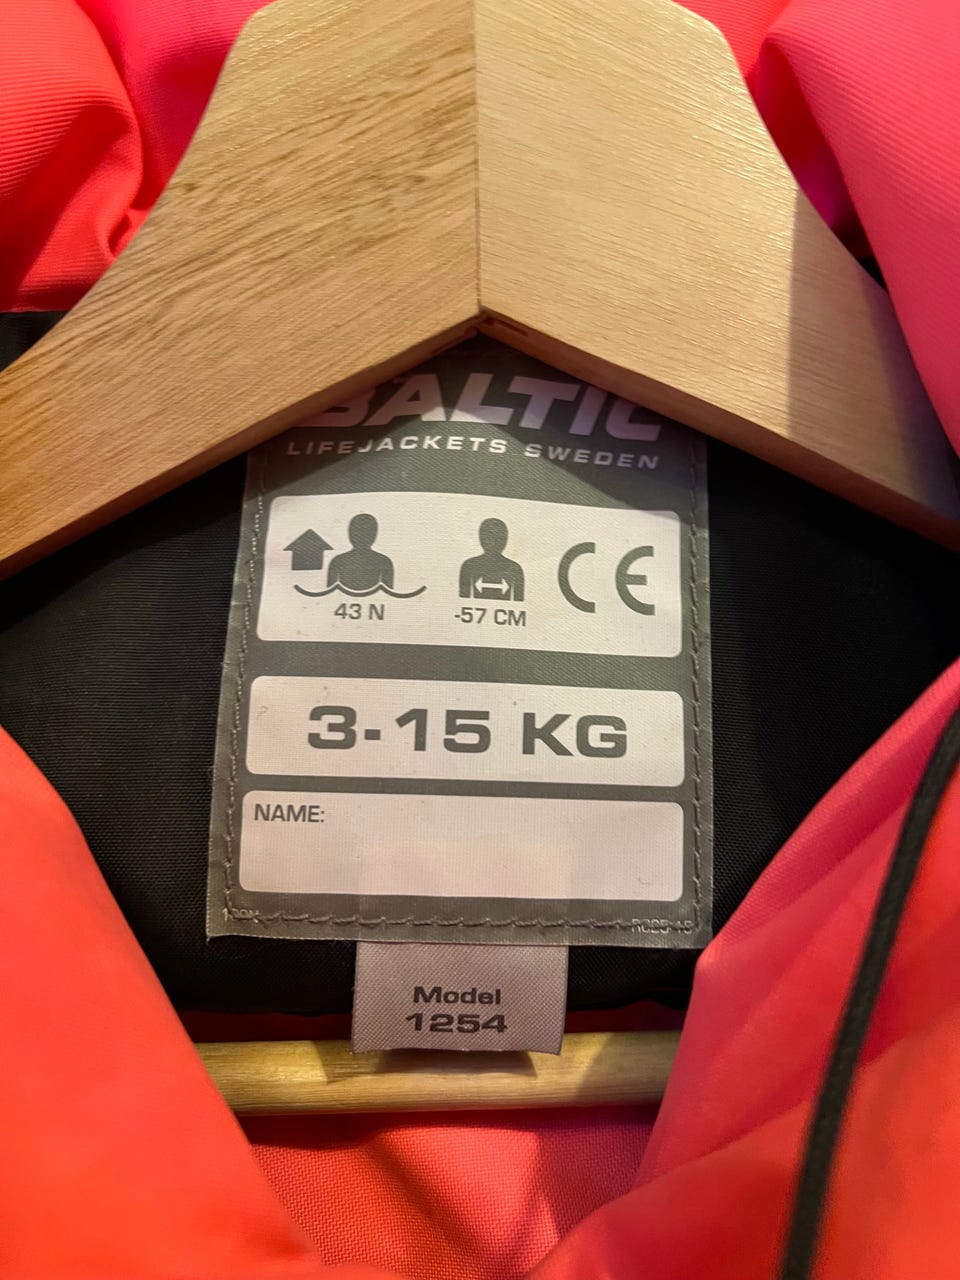 BALTIC
LIFEJACKETS SWEDEN
43 N
-57 CM
CE
3-15 KG
NAME:
Model
1254